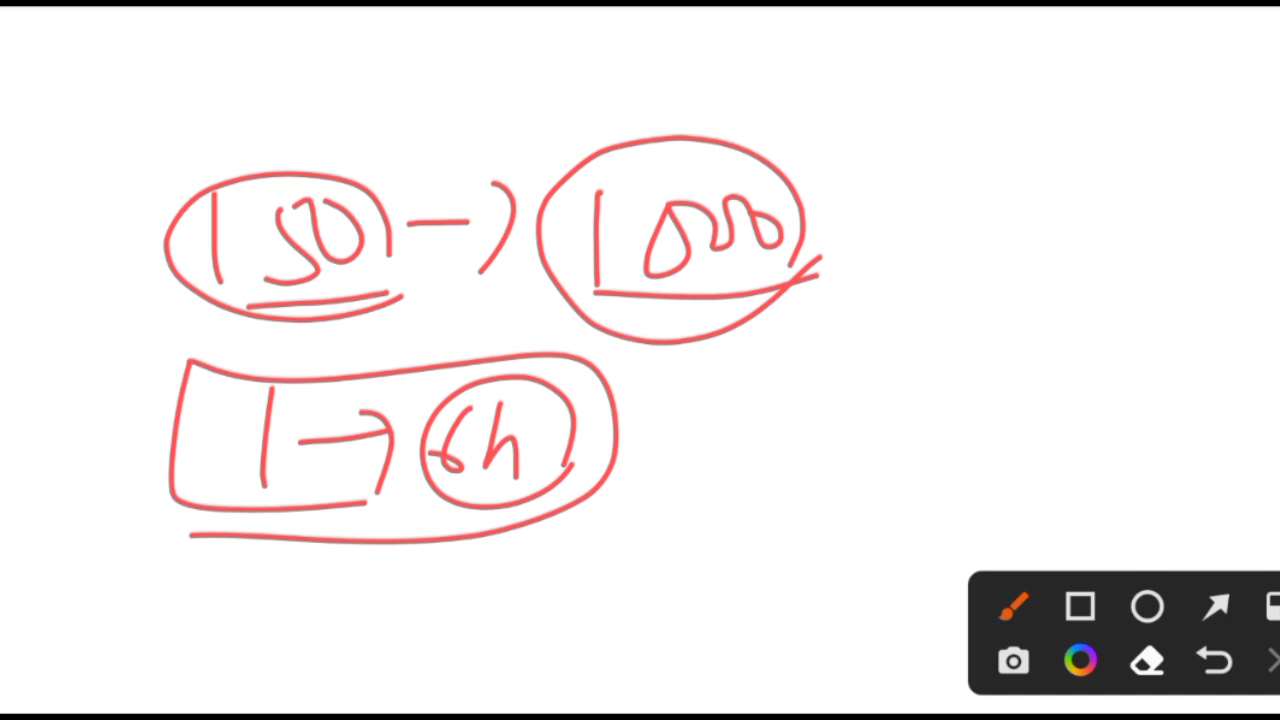 150 → 1000
1 → 6h